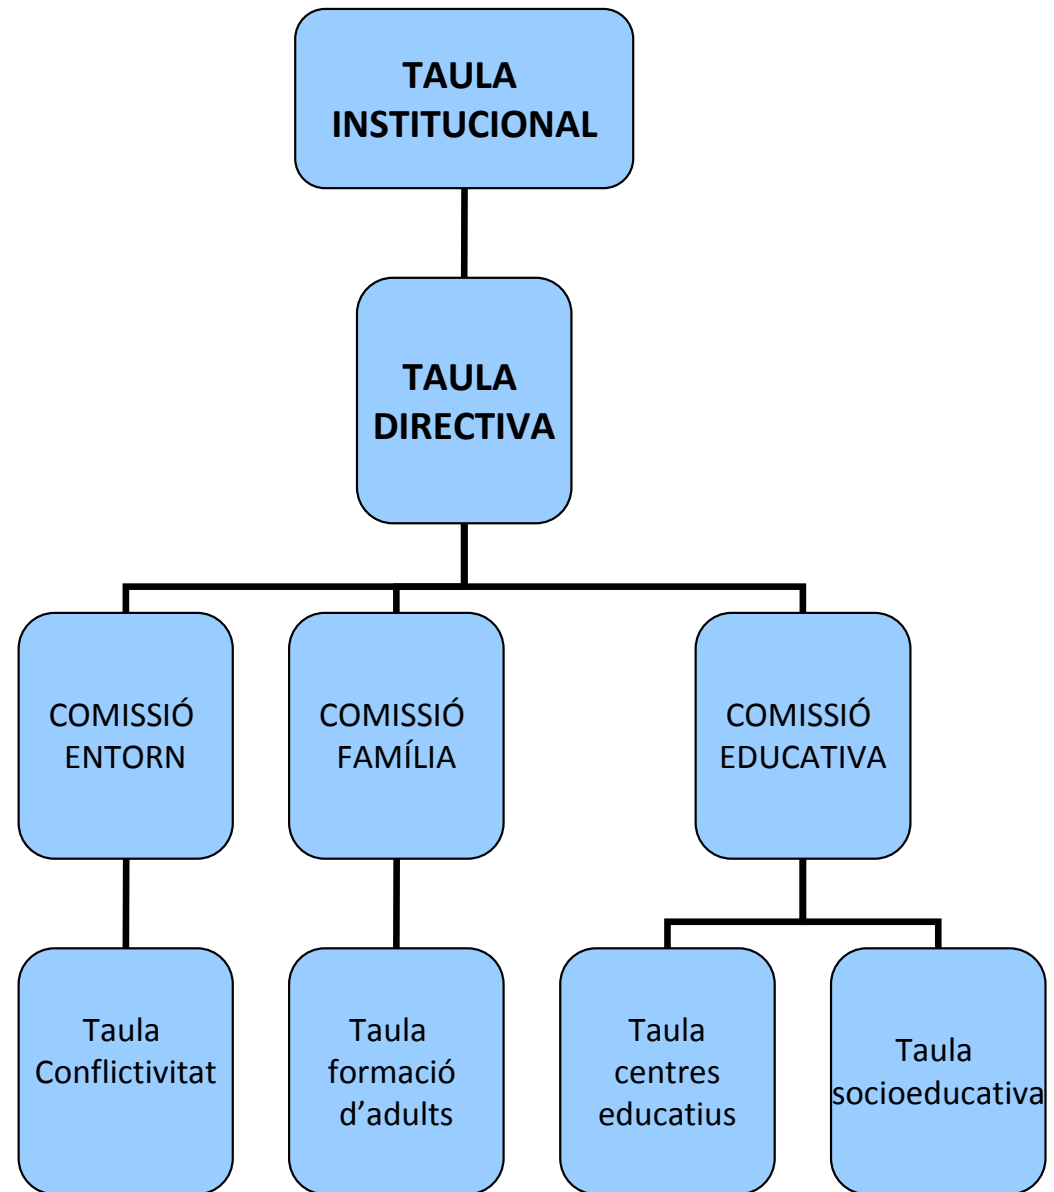 TAULA
INSTITUCIONAL
TAULA
DIRECTIVA
COMISSIÓ
ENTORN
COMISSIÓ
FAMÍLIA
COMISSIÓ
EDUCATIVA
Taula
Conflictivitat
Taula
formació
d’adults
Taula
centres
educatius
Taula
socioeducativa